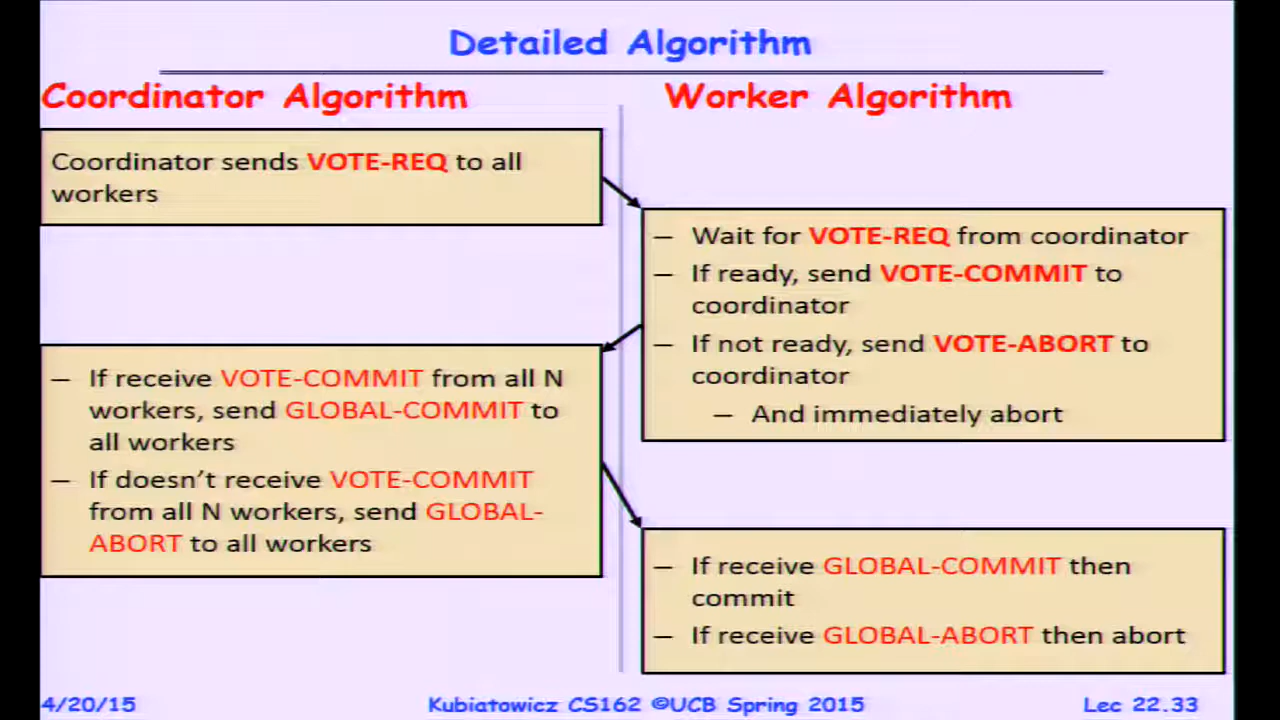 Detailed Algorithm
Coordinator Algorithm
Worker Algorithm
Coordinator sends VOTE-REQ to all
workers
– Wait for VOTE-REQ from coordinator
– If ready, send VOTE-COMMIT to
coordinator
– If not ready, send VOTE-ABORT to
coordinator
– And immediately abort
– If receive VOTE-COMMIT from all N
workers, send GLOBAL-COMMIT to
all workers
– If doesn’t receive VOTE-COMMIT
from all N workers, send GLOBAL-
ABORT to all workers
– If receive GLOBAL-COMMIT then
commit
– If receive GLOBAL-ABORT then abort
4/20/15
Kubiatowicz CS162 ©UCB Spring 2015
Lec 22.33